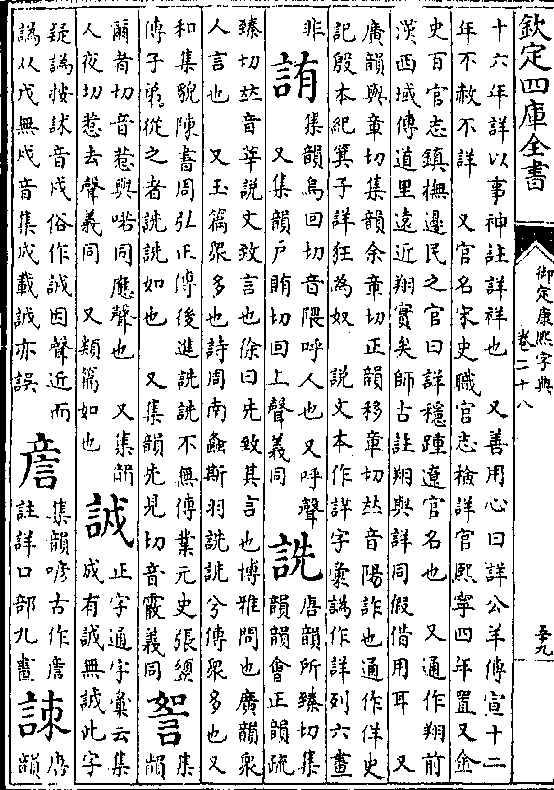 欽定四庫全書
御定康熙字典
卷二十八
至九
十六年詳以事神註詳祥也　又善用心曰詳公羊傳宣十二
年不赦不詳　又官名宋史職官志檢詳官熙寧四年置又金
史百官志鎮撫邊民之官曰詳穩踵遼官名也　又通作翔前
漢西域傳道里遠近翔實矣師古註翔與詳同假借用耳　又
廣韻與章切集韻余章切正韻移章切𠀤音陽詐也通作佯史
記殷本紀箕子詳狂為奴　說文本作詳字彙譌作詳列六畫
非　詴　集韻烏回切音隈呼人也　又呼聲
又集韻戶賄切回上聲義同　詵　唐韻所臻切集
韻韻會正韻疏
臻切𠀤音莘說文致言也徐曰先致其言也博雅問也廣韻衆
人言也　又玉篇衆多也詩周南螽斯羽詵詵兮傳衆多也又
和集貌陳書周弘正傳後進詵詵不無傳業元史張𩓣
傳子弟從之者詵詵如也　又集韻先見切音霰義同　䛾　集
韻
爾者切音惹與喏同應聲也　又集韻
人夜切惹去聲義同　又類篇如也　誠　正字通字彙云集
成有誠無誠此字
疑譌按試音戍俗作誠因聲近而
譌从戍無戍音集成載誠亦誤　𧧂　集韻喭古作𧧂
註詳口部九畫　諫　唐
韻